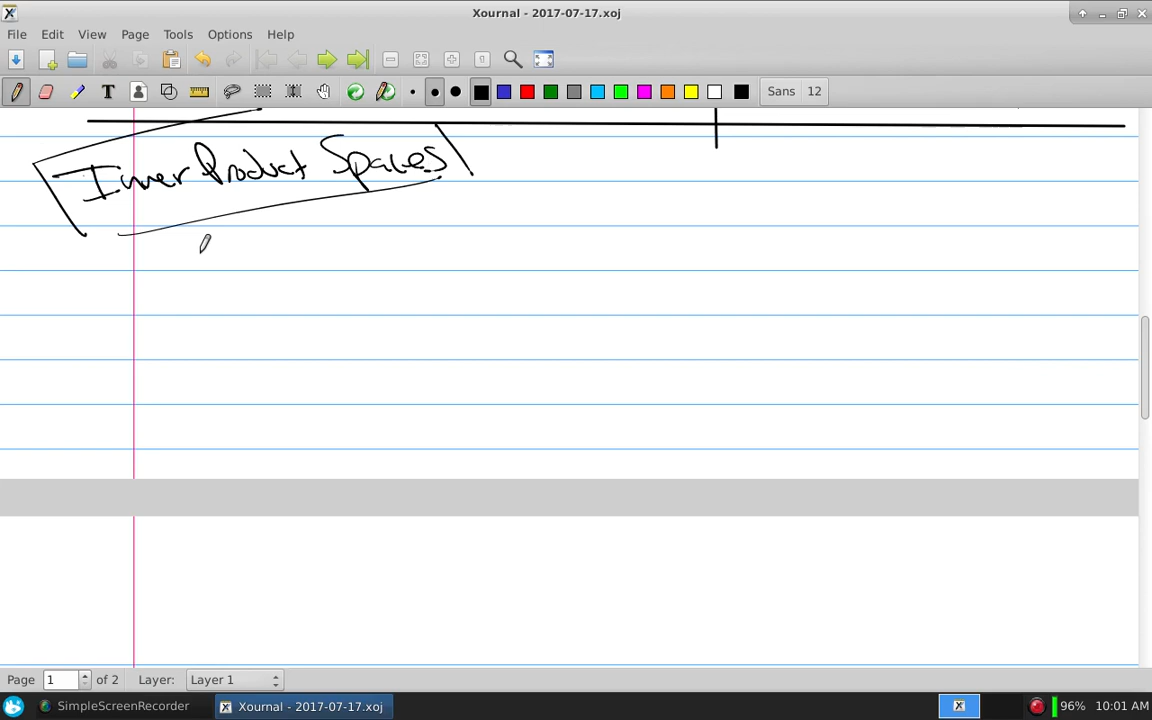 Xournal - 2017-07-17.xoj
File Edit View Page Tools Options Help
Sans 12
Inner Product Spaces
Page 1 of 2 Layer: Layer 1
SimpleScreenRecorder Xournal - 2017-07-17.xoj 96% 10:01 AM